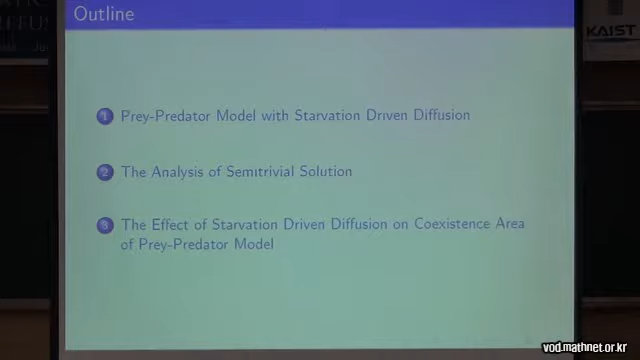 Outline
KAIST
1 Prey-Predator Model with Starvation Driven Diffusion
2 The Analysis of Semitrivial Solution
3 The Effect of Starvation Driven Diffusion on Coexistence Area
of Prey-Predator Model
vod.mathnet.or.kr